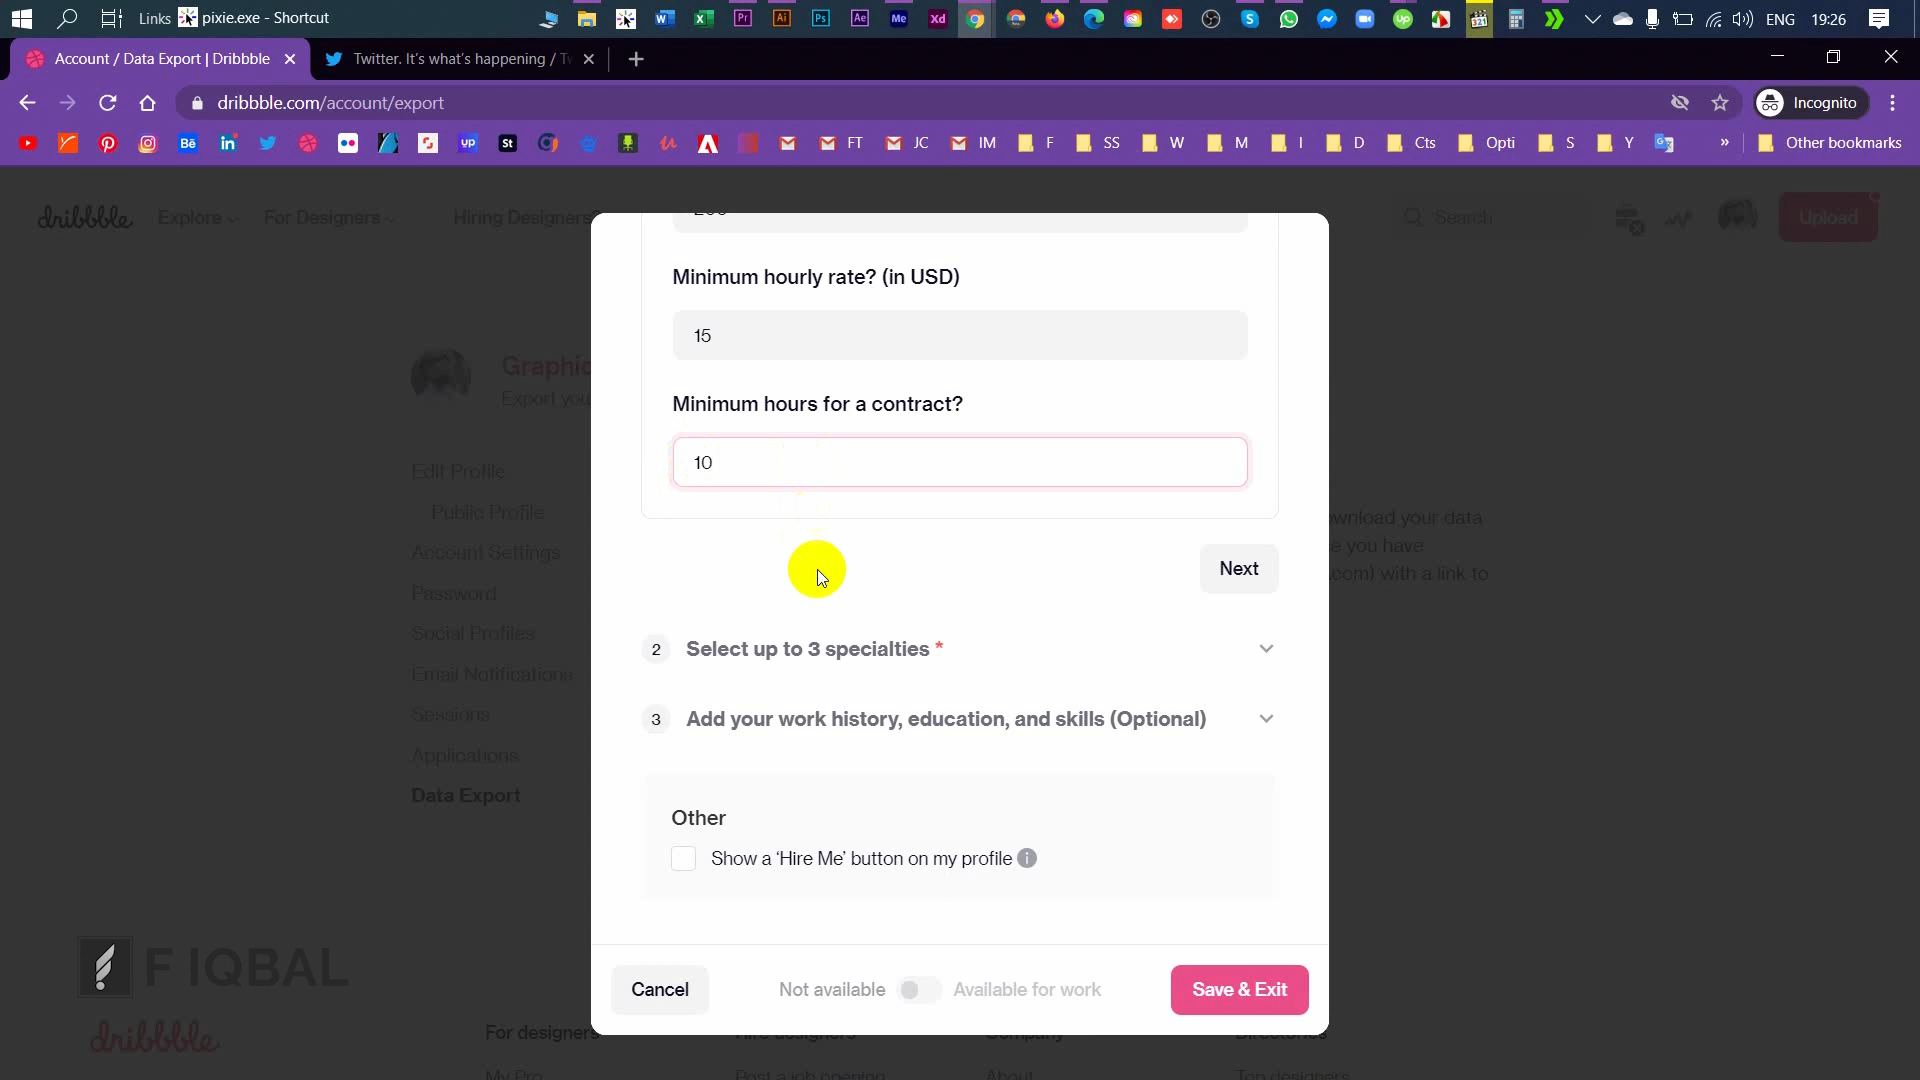 Links pixie.exe - Shortcut ENG 19:26
Account / Data Export | Dribbble
Twitter. It's what's happening / Tw
dribbble.com/account/export
Incognito
FT JC IM F SS W M I D Cts Opti S Y » Other bookmarks
dribbble Explore For Designers Hiring Designers? Search Upload
Minimum hourly rate? (in USD)
15
Minimum hours for a contract?
10
Next
2 Select up to 3 specialties *
3 Add your work history, education, and skills (Optional)
Other
Show a ‘Hire Me’ button on my profile
Cancel Not available Available for work Save & Exit
Graphic
Export you
Edit Profile
Public Profile
Account Settings
Password
Social Profiles
Email Notifications
Sessions
Applications
Data Export
wnload your data
e you have
.com) with a link to
F IQBAL
dribbble
For designers Hire designers Company Directories
My Pro Post a job opening About Top designers